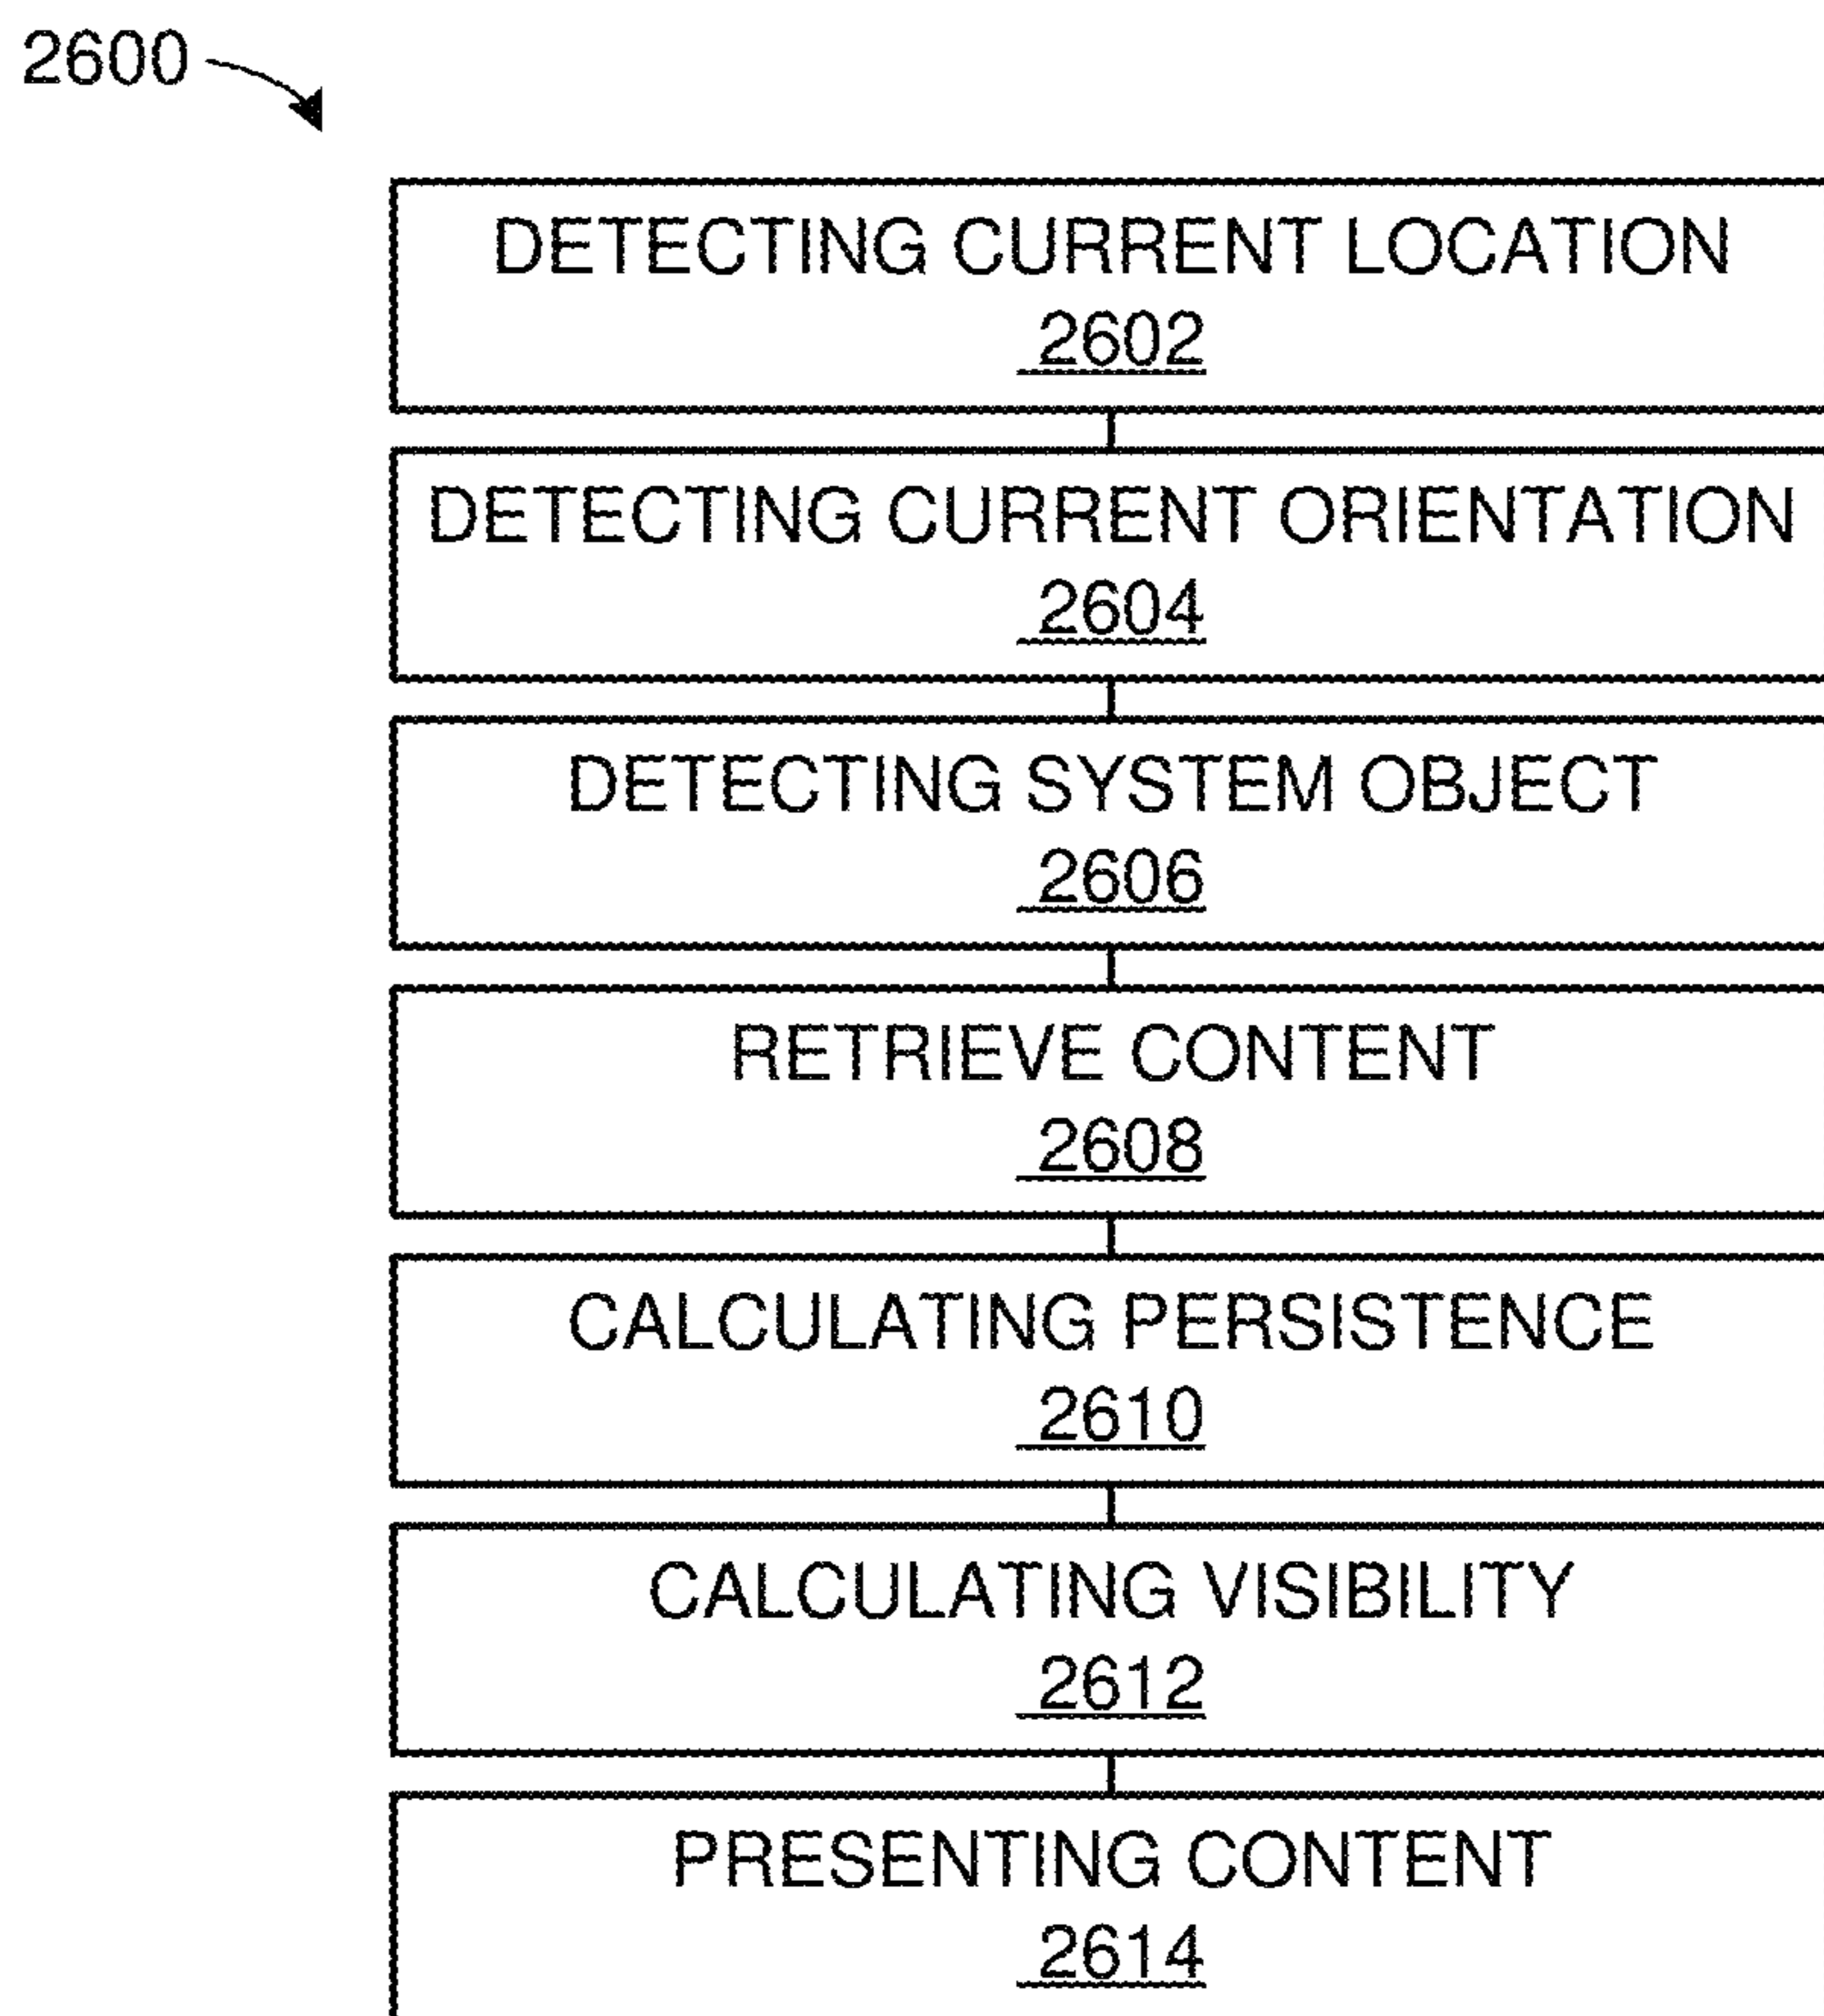 2600
DETECTING CURRENT LOCATION
2602
DETECTING CURRENT ORIENTATION
2604
DETECTING SYSTEM OBJECT
2606
RETRIEVE CONTENT
2608
CALCULATING PERSISTENCE
2610
CALCULATING VISIBILITY
2612
PRESENTING CONTENT
2614